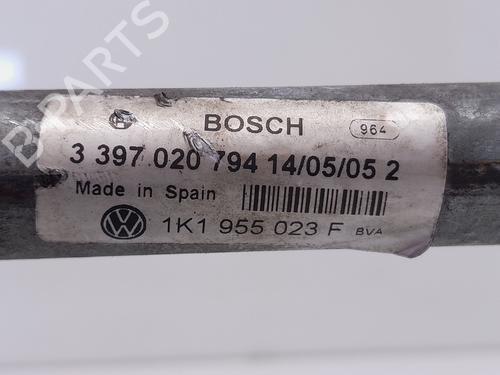 B-PARTS
BOSCH 964
3 397 020 794 14/05/05 2
Made in Spain
1K1 955 023 F BVA